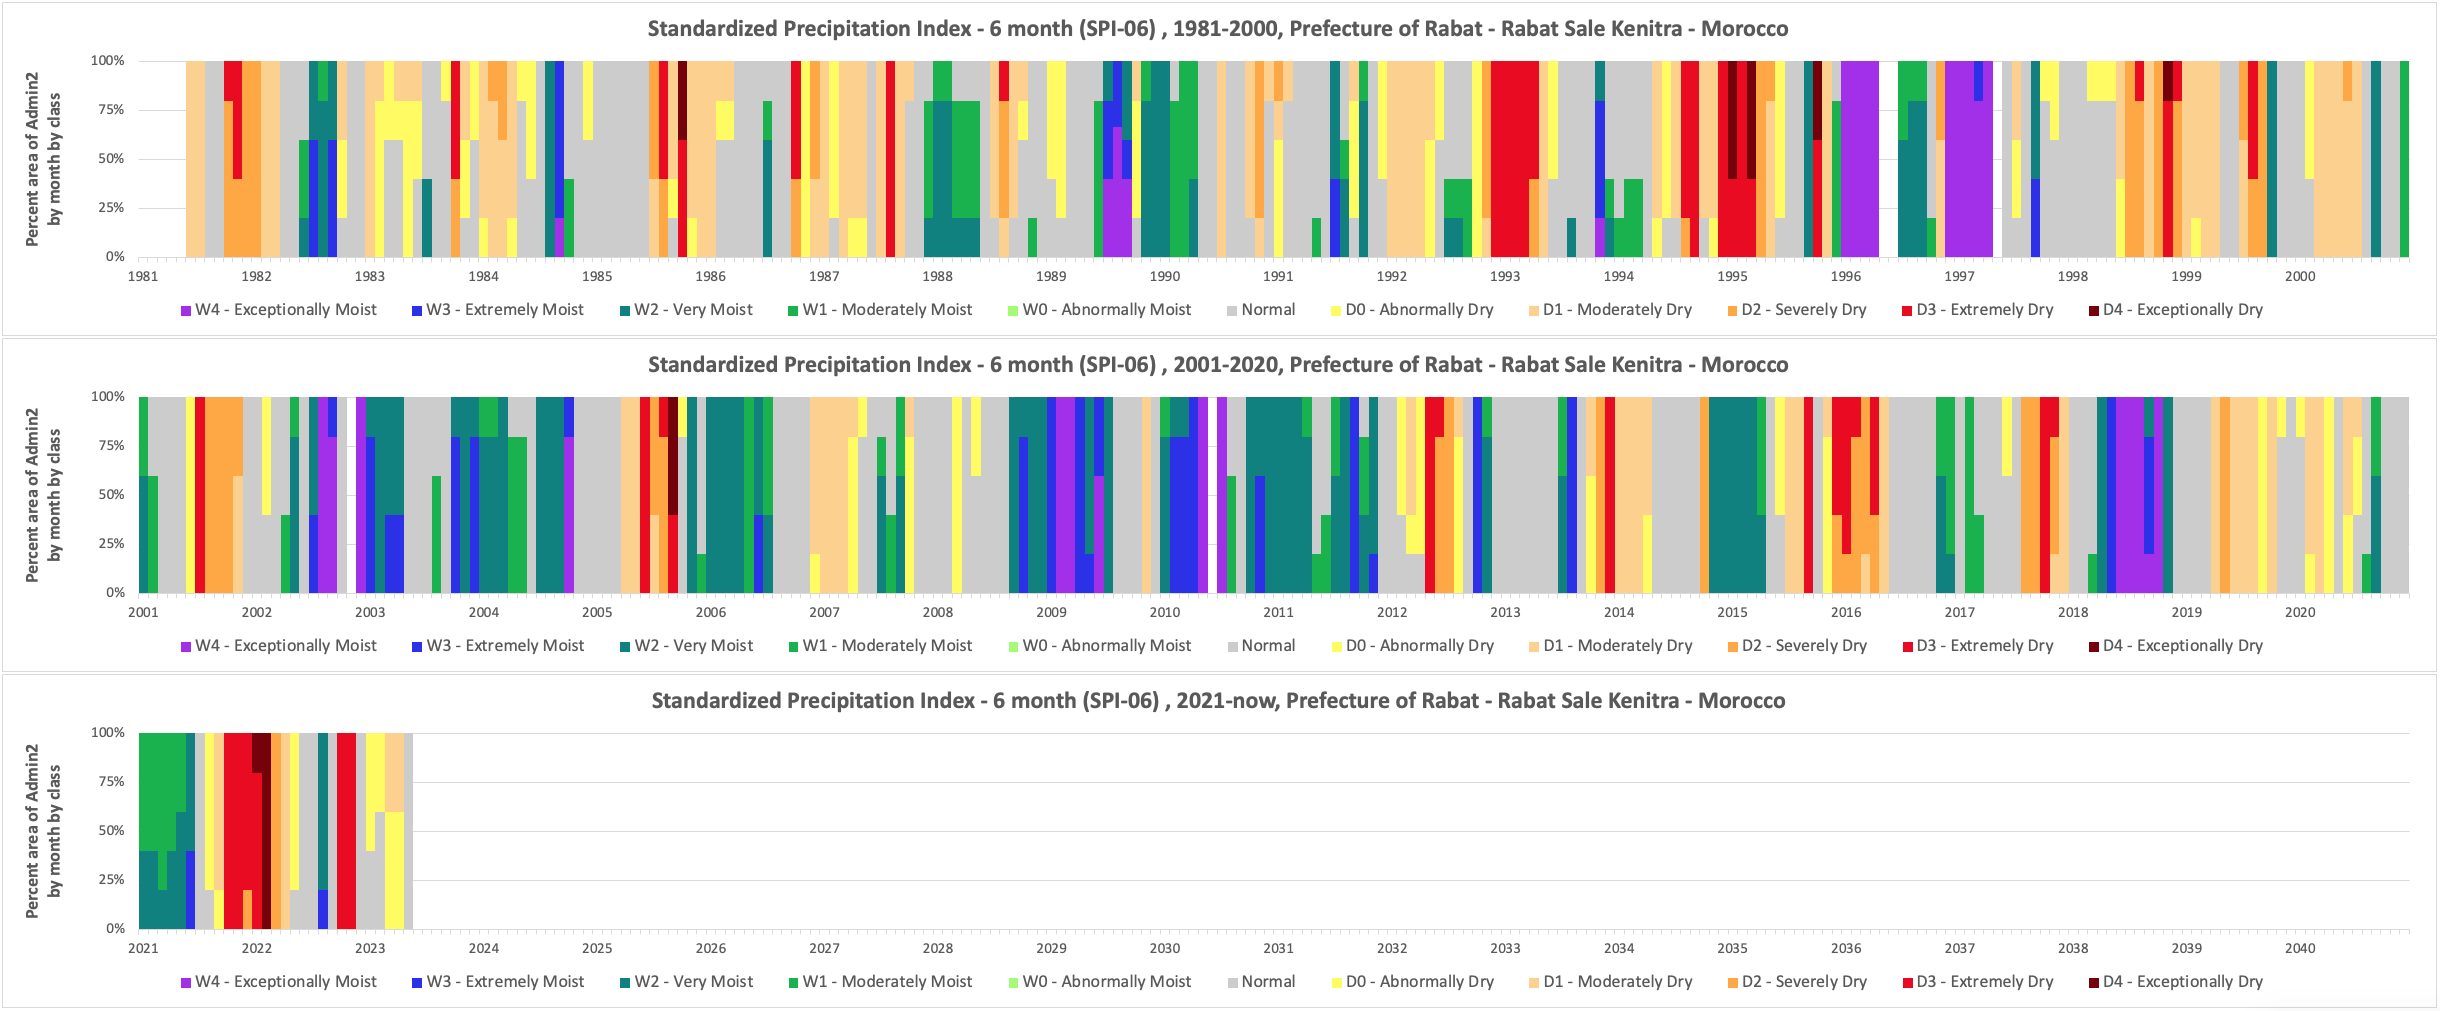 Standardized Precipitation Index - 6 month (SPI-06) , 1981-2000, Prefecture of Rabat - Rabat Sale Kenitra - Morocco
Percent area of Admin2
by month by class
100%
75%
50%
25%
0%
1981 1982 1983 1984 1985 1986 1987 1988 1989 1990 1991 1992 1993 1994 1995 1996 1997 1998 1999 2000
W4 - Exceptionally Moist W3 - Extremely Moist W2 - Very Moist W1 - Moderately Moist W0 - Abnormally Moist Normal D0 - Abnormally Dry D1 - Moderately Dry D2 - Severely Dry D3 - Extremely Dry D4 - Exceptionally Dry
Standardized Precipitation Index - 6 month (SPI-06) , 2001-2020, Prefecture of Rabat - Rabat Sale Kenitra - Morocco
Percent area of Admin2
by month by class
100%
75%
50%
25%
0%
2001 2002 2003 2004 2005 2006 2007 2008 2009 2010 2011 2012 2013 2014 2015 2016 2017 2018 2019 2020
W4 - Exceptionally Moist W3 - Extremely Moist W2 - Very Moist W1 - Moderately Moist W0 - Abnormally Moist Normal D0 - Abnormally Dry D1 - Moderately Dry D2 - Severely Dry D3 - Extremely Dry D4 - Exceptionally Dry
Standardized Precipitation Index - 6 month (SPI-06) , 2021-now, Prefecture of Rabat - Rabat Sale Kenitra - Morocco
Percent area of Admin2
by month by class
100%
75%
50%
25%
0%
2021 2022 2023 2024 2025 2026 2027 2028 2029 2030 2031 2032 2033 2034 2035 2036 2037 2038 2039 2040
W4 - Exceptionally Moist W3 - Extremely Moist W2 - Very Moist W1 - Moderately Moist W0 - Abnormally Moist Normal D0 - Abnormally Dry D1 - Moderately Dry D2 - Severely Dry D3 - Extremely Dry D4 - Exceptionally Dry